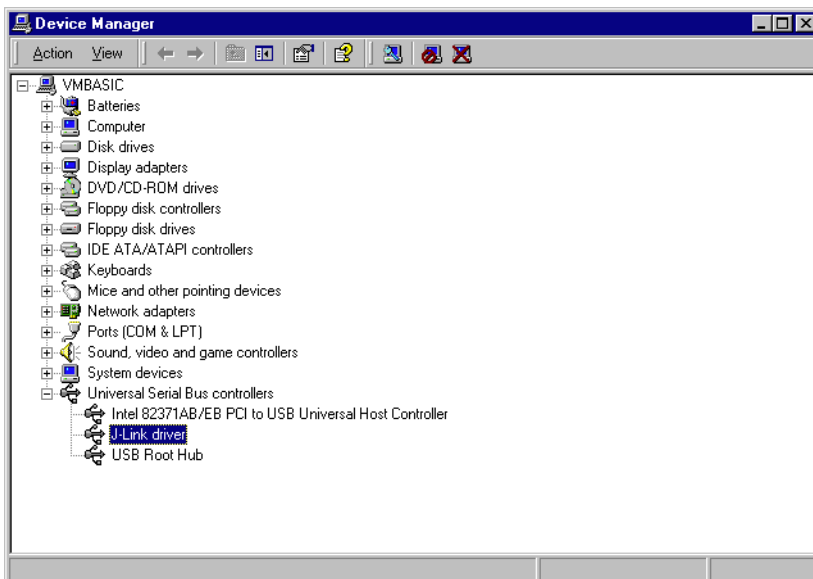 Device Manager
Action View
VMBASIC
Batteries
Computer
Disk drives
Display adapters
DVD/CD-ROM drives
Floppy disk controllers
Floppy disk drives
IDE ATA/ATAPI controllers
Keyboards
Mice and other pointing devices
Network adapters
Ports (COM & LPT)
Sound, video and game controllers
System devices
Universal Serial Bus controllers
Intel 82371AB/EB PCI to USB Universal Host Controller
J-Link driver
USB Root Hub